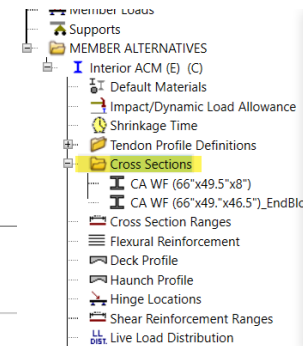 Member Loads
Supports
MEMBER ALTERNATIVES
Interior ACM (E) (C)
Default Materials
Impact/Dynamic Load Allowance
Shrinkage Time
Tendon Profile Definitions
Cross Sections
CA WF (66"x49.5"x8")
CA WF (66"x49."x46.5")_EndBlo
Cross Section Ranges
Flexural Reinforcement
Deck Profile
Haunch Profile
Hinge Locations
Shear Reinforcement Ranges
LL DIST. Live Load Distribution